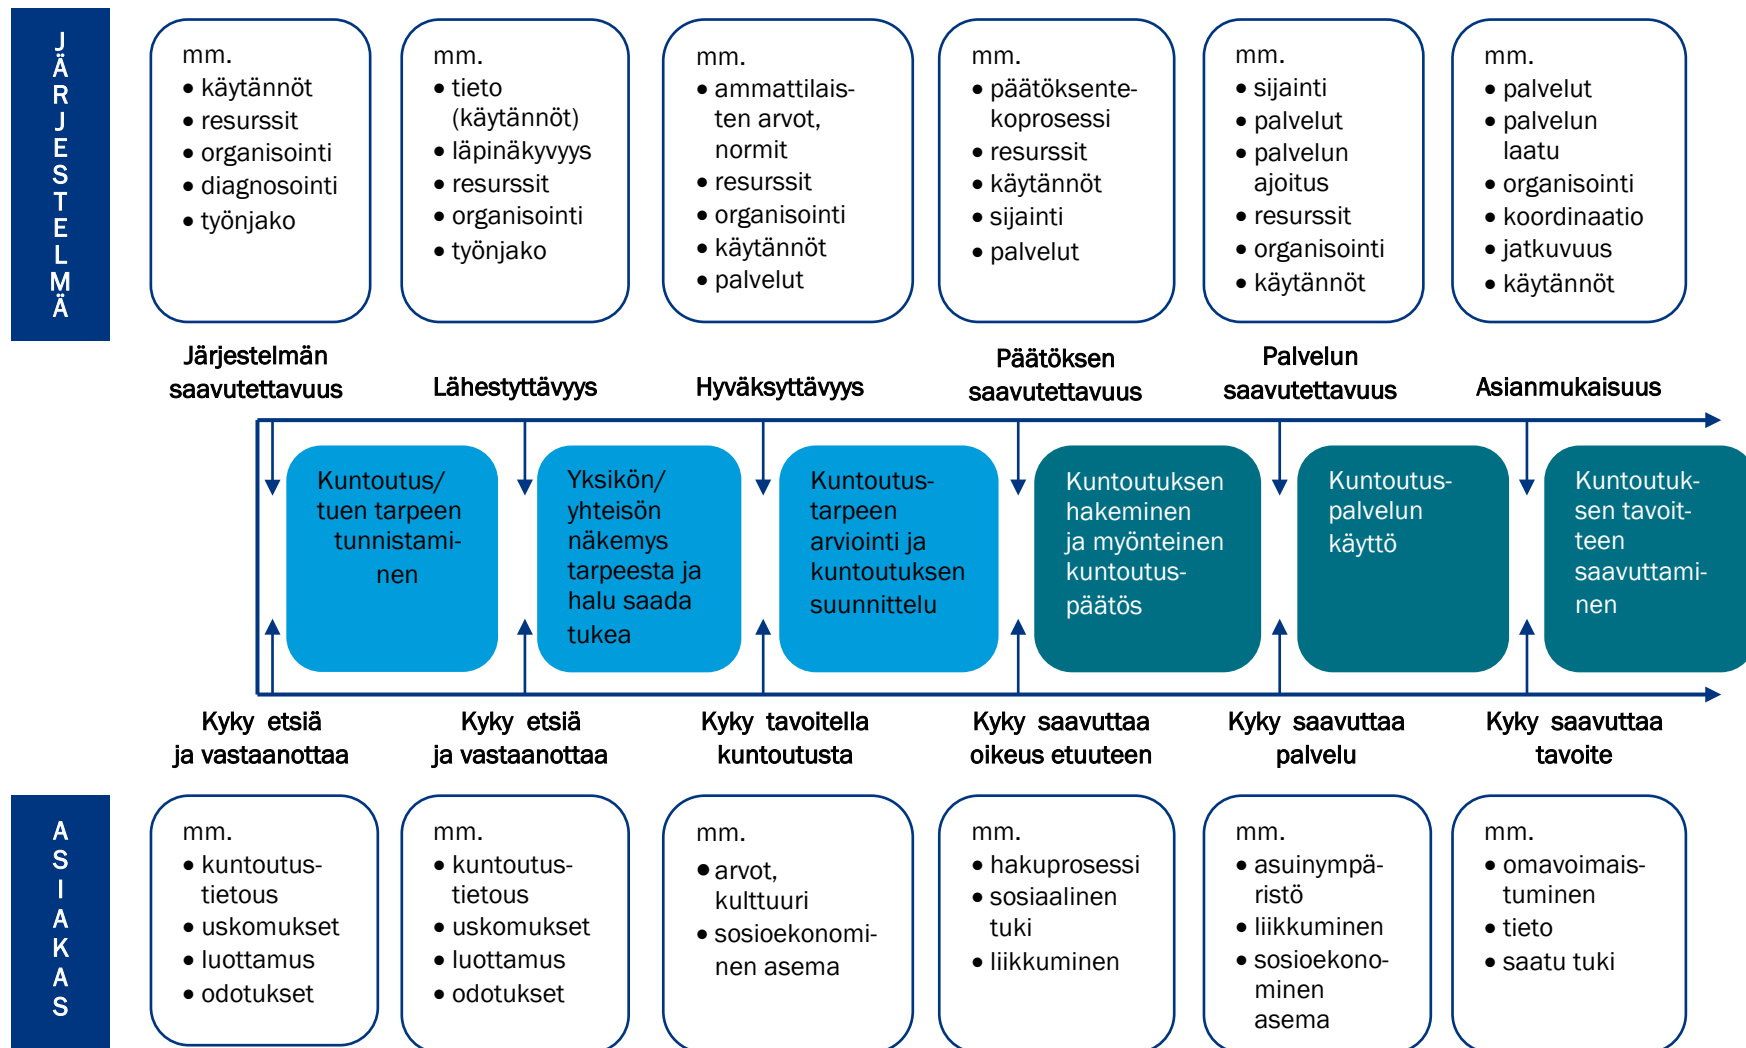 JÄRJESTELMÄ
mm.
• käytännöt
• resurssit
• organisointi
• diagnosointi
• työnjako
mm.
• tieto
(käytännöt)
• läpinäkyvyys
• resurssit
• organisointi
• työnjako
mm.
• ammattilais-
ten arvot,
normit
• resurssit
• organisointi
• käytännöt
• palvelut
mm.
• päätöksente-
koprosessi
• resurssit
• käytännöt
• sijainti
• palvelut
mm.
• sijainti
• palvelut
• palvelun
ajoitus
• resurssit
• organisointi
• käytännöt
mm.
• palvelut
• palvelun
laatu
• organisointi
• koordinaatio
• jatkuvuus
• käytännöt
Järjestelmän
saavutettavuus
Lähestyttävyys
Hyväksyttävyys
Päätöksen
saavutettavuus
Palvelun
saavutettavuus
Asianmukaisuus
Kuntoutus/
tuen tarpeen
tunnistami-
nen
Yksikön/
yhteisön
näkemys
tarpeesta ja
halu saada
tukea
Kuntoutus-
tarpeen
arviointi ja
kuntoutuksen
suunnittelu
Kuntoutuksen
hakeminen
ja myönteinen
kuntoutus-
päätös
Kuntoutus-
palvelun
käyttö
Kuntoutuk-
sen tavoit-
teen
saavuttami-
nen
Kyky etsiä
ja vastaanottaa
Kyky etsiä
ja vastaanottaa
Kyky tavoitella
kuntoutusta
Kyky saavuttaa
oikeus etuuteen
Kyky saavuttaa
palvelu
Kyky saavuttaa
tavoite
ASIAKAS
mm.
• kuntoutus-
tietous
• uskomukset
• luottamus
• odotukset
mm.
• kuntoutus-
tietous
• uskomukset
• luottamus
• odotukset
mm.
• arvot,
kulttuuri
• sosioekonomi-
nen asema
mm.
• hakuprosessi
• sosiaalinen
tuki
• liikkuminen
mm.
• asuinympä-
ristö
• liikkuminen
• sosioekono-
minen
asema
mm.
• omavoimais-
tuminen
• tieto
• saatu tuki